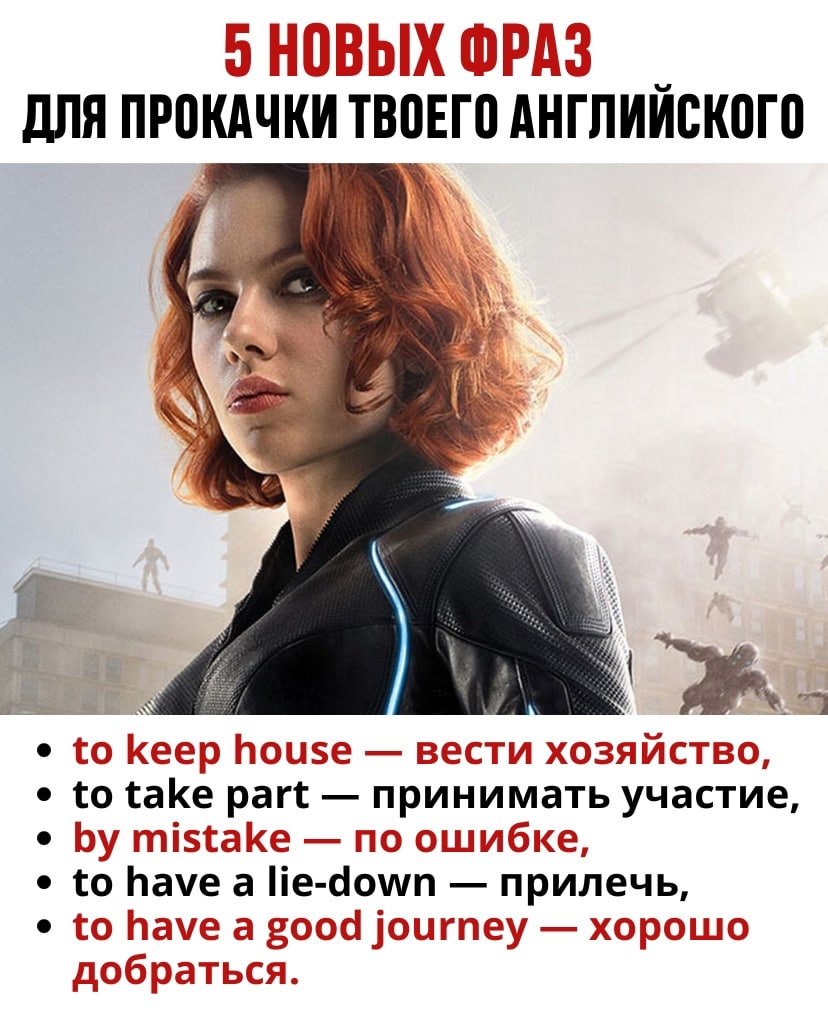 5 НОВЫХ ФРАЗ
ДЛЯ ПРОКАЧКИ ТВОЕГО АНГЛИЙСКОГО
• to keep house — вести хозяйство,
• to take part — принимать участие,
• by mistake — по ошибке,
• to have a lie-down — прилечь,
• to have a good journey — хорошо
добраться.